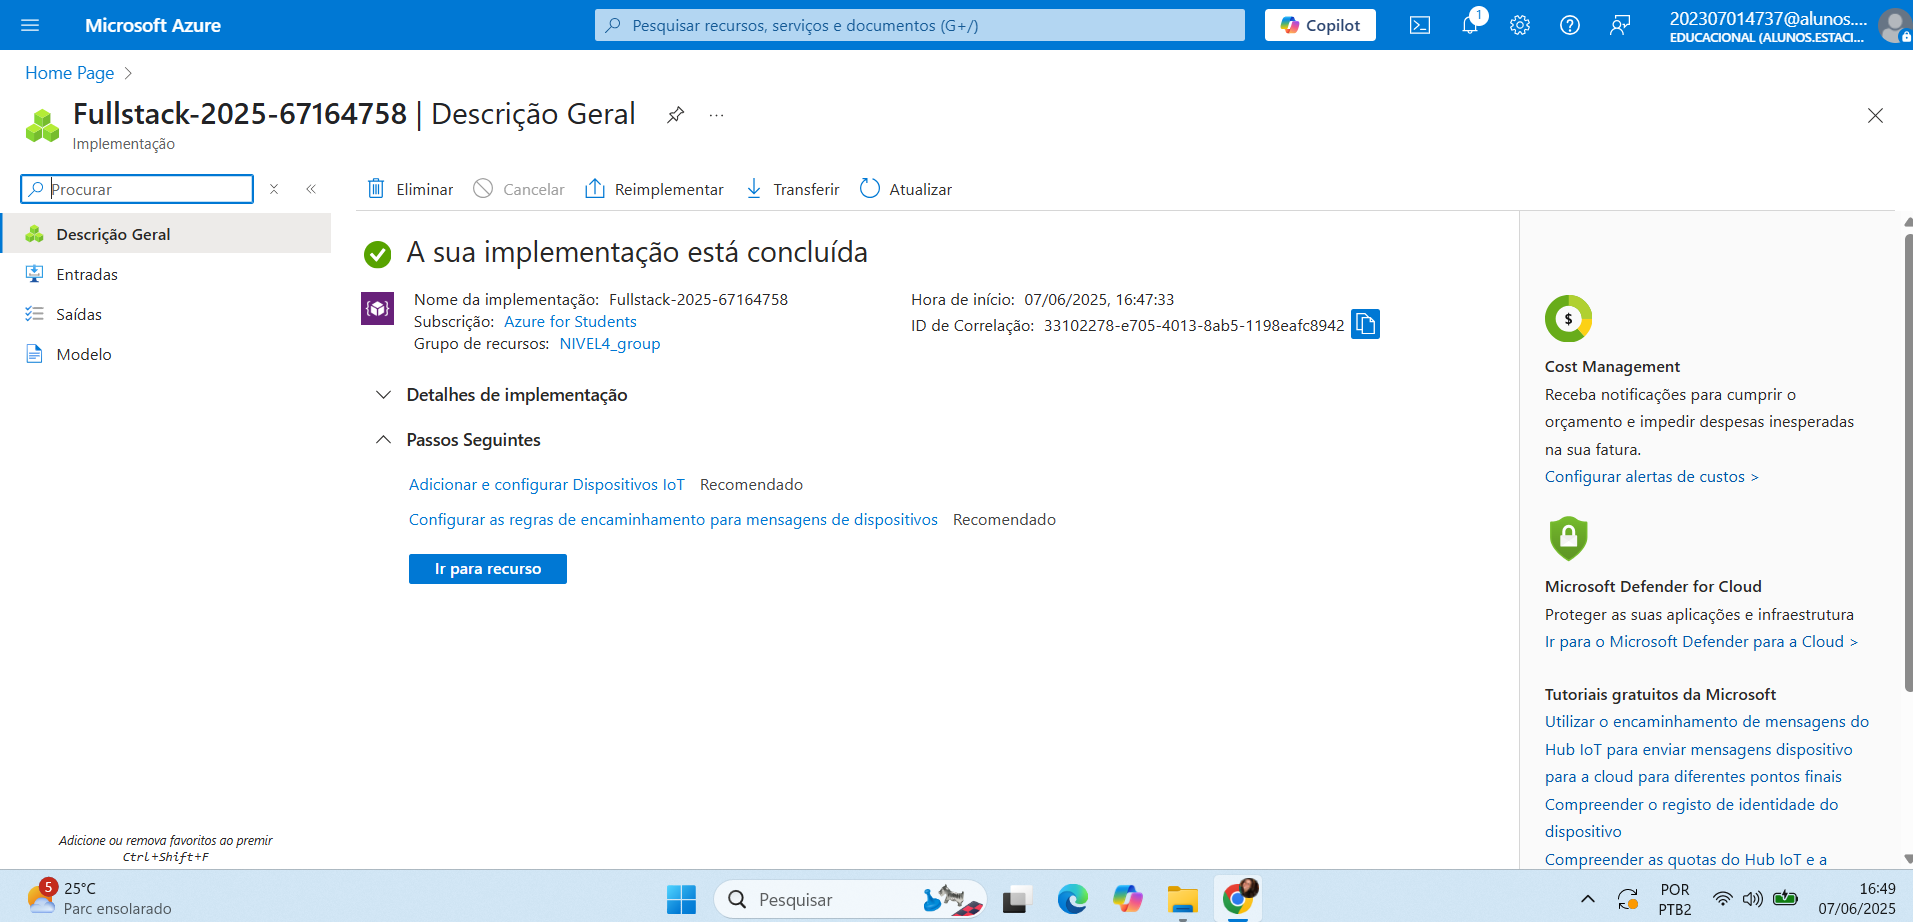 Microsoft Azure
Pesquisar recursos, serviços e documentos (G+/)
Copilot
1
202307014737@alunos....
EDUCACIONAL (ALUNOS.ESTACI...
Home Page
Fullstack-2025-67164758 | Descrição Geral
...
Implementação
Procurar
Eliminar
Cancelar
Reimplementar
Transferir
Atualizar
Descrição Geral
Entradas
Saídas
Modelo
Adicione ou remova favoritos ao premir
Ctrl+Shift+F
A sua implementação está concluída
Nome da implementação: Fullstack-2025-67164758
Subscrição: Azure for Students
Grupo de recursos: NIVEL4_group
Hora de início: 07/06/2025, 16:47:33
ID de Correlação: 33102278-e705-4013-8ab5-1198eafc8942
Detalhes de implementação
Passos Seguintes
Adicionar e configurar Dispositivos IoT Recomendado
Configurar as regras de encaminhamento para mensagens de dispositivos Recomendado
Ir para recurso
$
Cost Management
Receba notificações para cumprir o
orçamento e impedir despesas inesperadas
na sua fatura.
Configurar alertas de custos >
Microsoft Defender for Cloud
Proteger as suas aplicações e infraestrutura
Ir para o Microsoft Defender para a Cloud >
Tutoriais gratuitos da Microsoft
Utilizar o encaminhamento de mensagens do
Hub IoT para enviar mensagens dispositivo
para a cloud para diferentes pontos finais
Compreender o registo de identidade do
dispositivo
Compreender as quotas do Hub IoT e a
5
25°C
Parc ensolarado
Pesquisar
POR
PTB2
16:49
07/06/2025